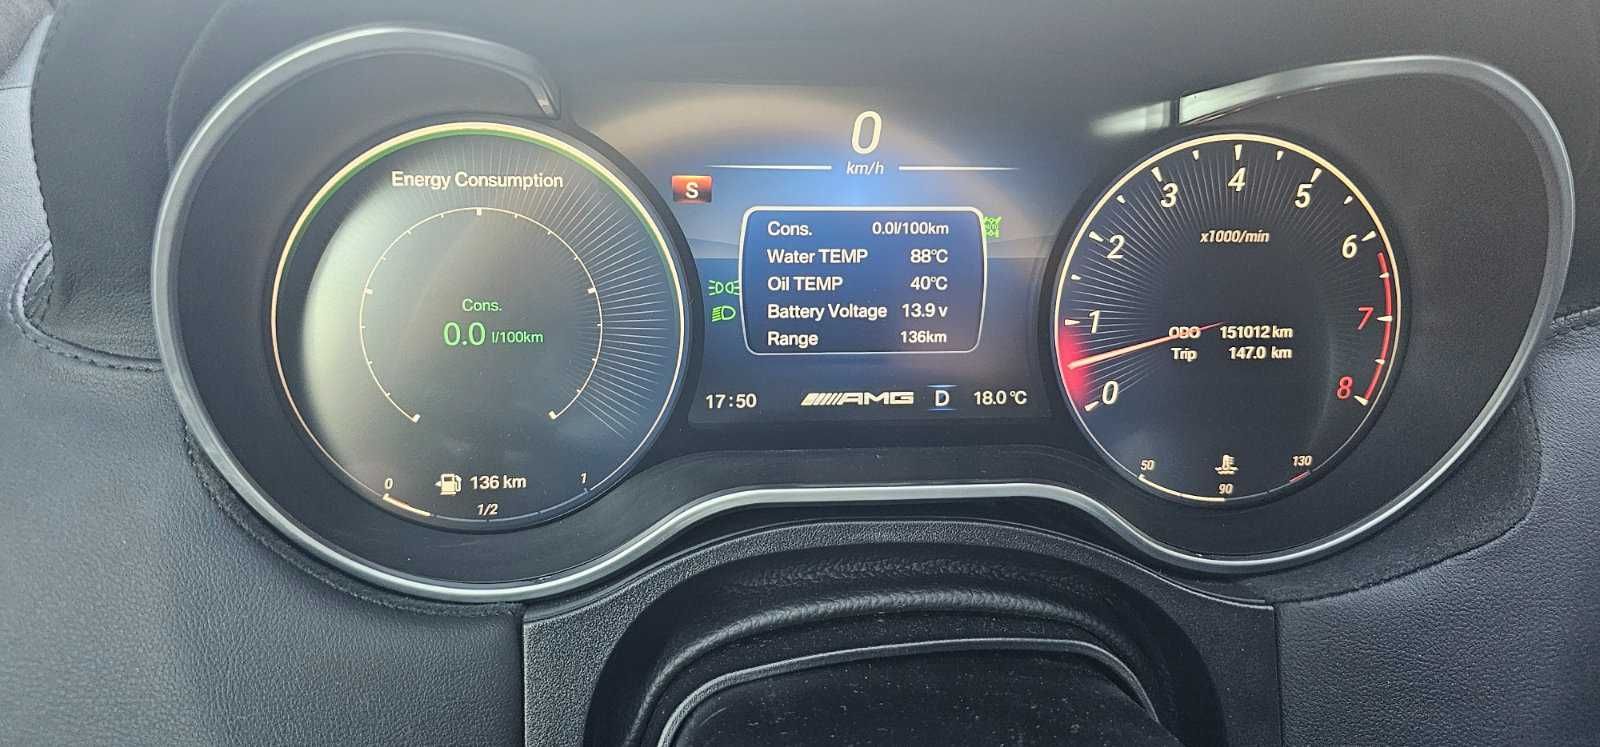 Energy Consumption
Cons.
0.0 l/100km
0
136 km
1/2
1
0
km/h
S
Cons. 0.0l/100km
Water TEMP 88°C
Oil TEMP 40°C
Battery Voltage 13.9 v
Range 136km
17:50
AMG
D
18.0 °C
0
1
2
3
4
5
6
7
8
x1000/min
ODO 151012 km
Trip 147.0 km
50
90
130